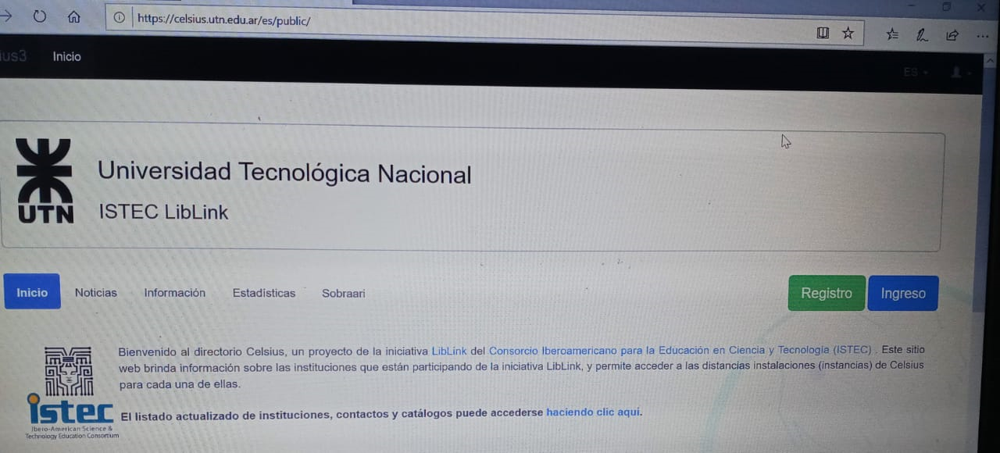 https://celsius.utn.edu.ar/es/public/
ius3 Inicio ES
Universidad Tecnológica Nacional
ISTEC LibLink
UTN
Inicio Noticias Información Estadísticas Sobraari Registro Ingreso
Bienvenido al directorio Celsius, un proyecto de la iniciativa LibLink del Consorcio Iberoamericano para la Educación en Ciencia y Tecnología (ISTEC) . Este sitio
web brinda información sobre las instituciones que están participando de la iniciativa LibLink, y permite acceder a las distancias instalaciones (instancias) de Celsius
para cada una de ellas.
istec
Ibero-American Science &
Technology Education Consortium
El listado actualizado de instituciones, contactos y catálogos puede accederse haciendo clic aquí.